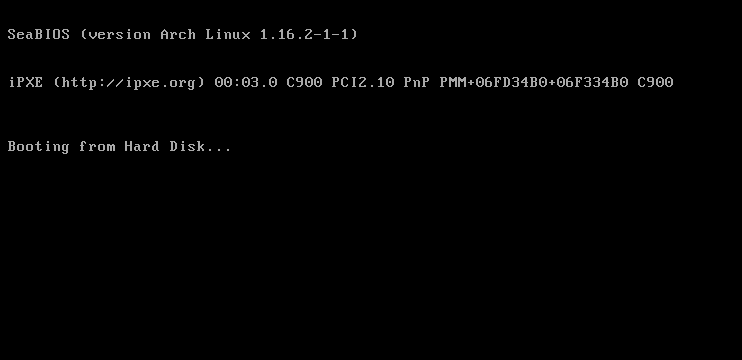 SeaBIOS (version Arch Linux 1.16.2-1-1)
iPXE (http://ipxe.org) 00:03.0 C900 PCI2.10 PnP PMM+06FD34B0+06F334B0 C900
Booting from Hard Disk...